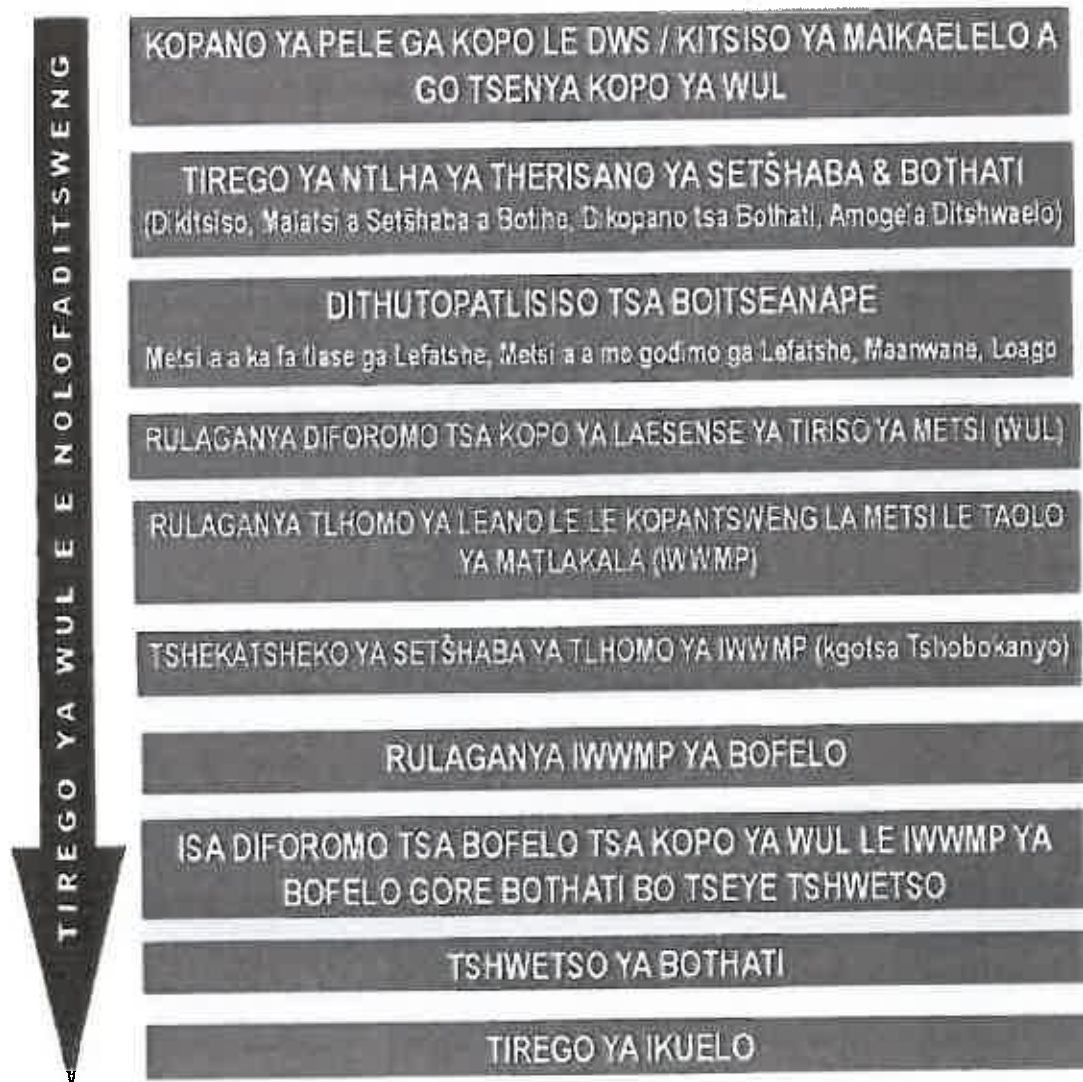 TIREGO YA WUL E E NOLOFADITSWENG
KOPANO YA PELE GA KOPO LE DWS / KITSISO YA MAIKAELELO A
GO TSENYA KOPO YA WUL
TIREGO YA NTLHA YA THERISANO YA SETŠHABA & BOTHATI
(Dikitsiso, Malatsi a Setšhaba a Botlhe, Dikopano tsa Bothati, Amogela Ditshwaelo)
DITHUTOPATLISISO TSA BOITSEANAPE
Metsi a a ka fa tlase ga Lefatshe, Metsi a a mo godimo ga Lefatshe, Maanwane, Loago
RULAGANYA DIFOROMO TSA KOPO YA LAESENSE YA TIRISO YA METSI (WUL)
RULAGANYA TLHOMO YA LEANO LE LE KOPANTSWENG LA METSI LE TAOLO
YA MATLAKALA (IWWMP)
TSHEKATSHEKO YA SETŠHABA YA TLHOMO YA IWWMP (kgotsa Tshobokanyo)
RULAGANYA IWWMP YA BOFELO
ISA DIFOROMO TSA BOFELO TSA KOPO YA WUL LE IWWMP YA
BOFELO GORE BOTHATI BO TSEYE TSHWETSO
TSHWETSO YA BOTHATI
TIREGO YA IKUELO